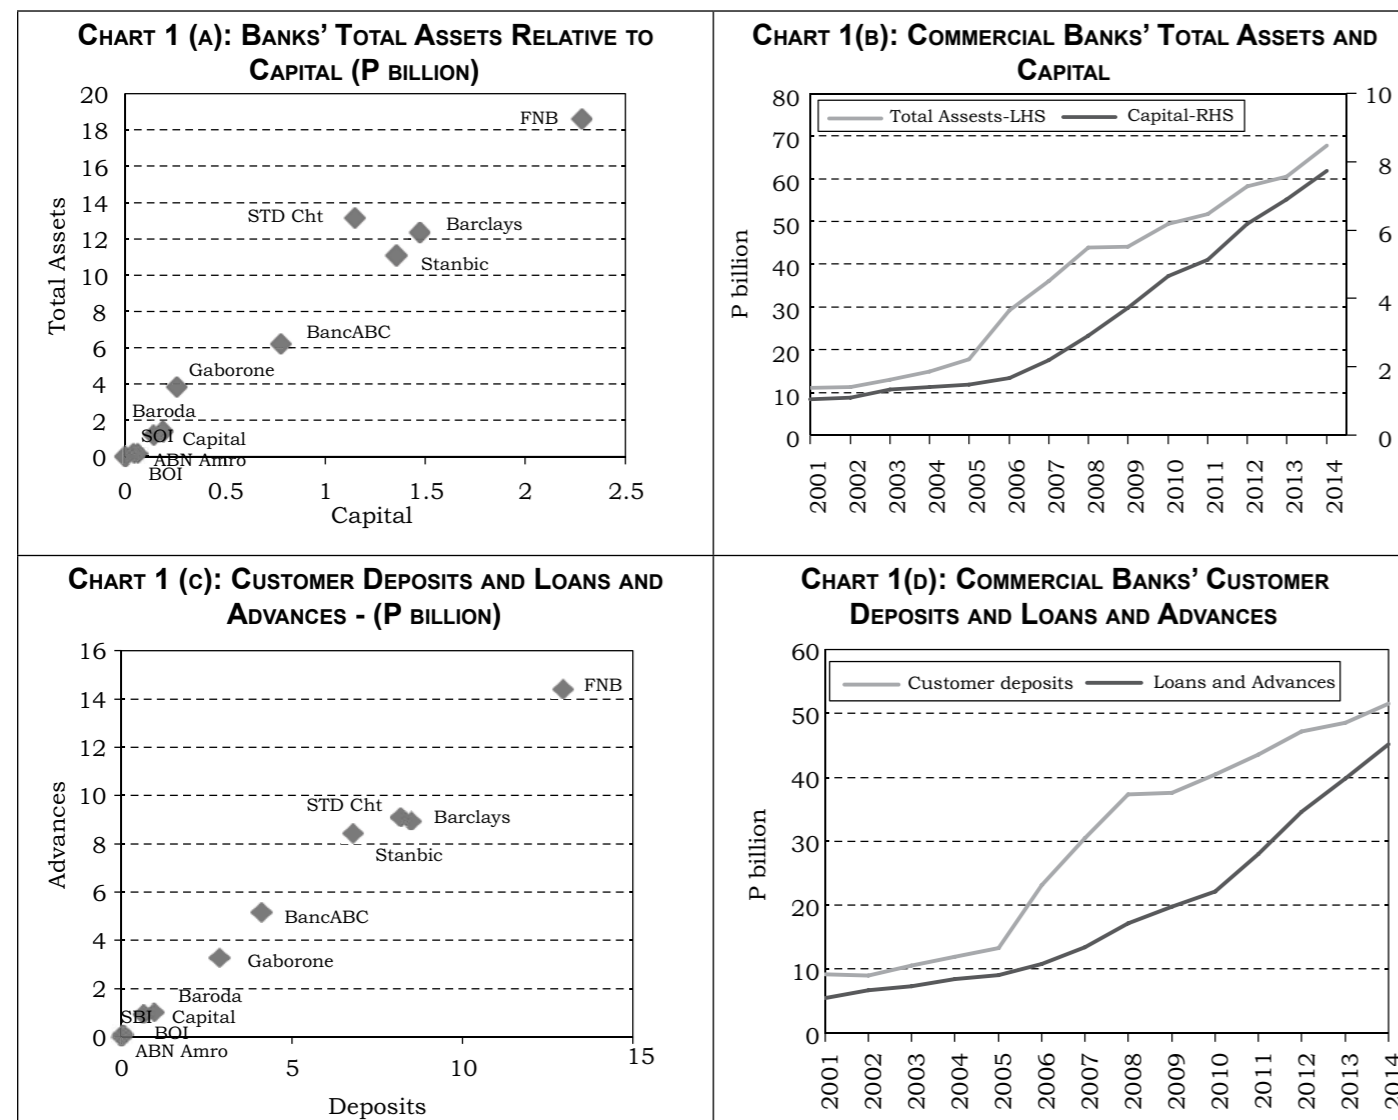 CHART 1 (A): BANKS' TOTAL ASSETS RELATIVE TO
CAPITAL (P BILLION)
20
18
16
14
12
10
8
6
4
2
0
Total Assets
FNB
STD Cht
Barclays
Stanbic
BancABC
Gaborone
Baroda
SOI
Capital
ABN Amro
BOI
0
0.5
1
1.5
2
2.5
Capital
CHART 1(B): COMMERCIAL BANKS' TOTAL ASSETS AND
CAPITAL
80
70
60
50
40
30
20
10
0
P billion
Total Assests-LHS
Capital-RHS
10
8
6
4
2
0
2001
2002
2003
2004
2005
2006
2007
2008
2009
2010
2011
2012
2013
2014
CHART 1 (C): CUSTOMER DEPOSITS AND LOANS AND
ADVANCES - (P BILLION)
16
14
12
10
8
6
4
2
0
Advances
FNB
STD Cht
Barclays
Stanbic
BancABC
Gaborone
Baroda
SBI
Capital
BOI
ABN Amro
0
5
10
15
Deposits
CHART 1(D): COMMERCIAL BANKS' CUSTOMER
DEPOSITS AND LOANS AND ADVANCES
60
50
40
30
20
10
0
P billion
Customer deposits
Loans and Advances
2001
2002
2003
2004
2005
2006
2007
2008
2009
2010
2011
2012
2013
2014